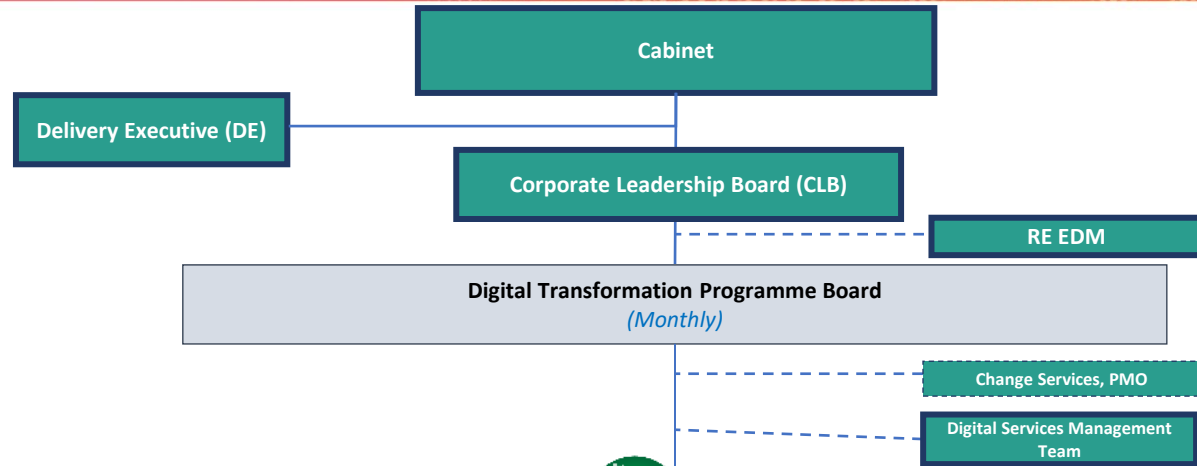 Cabinet
Delivery Executive (DE)
Corporate Leadership Board (CLB)
RE EDM
Digital Transformation Programme Board
(Monthly)
Change Services, PMO
Digital Services Management
Team